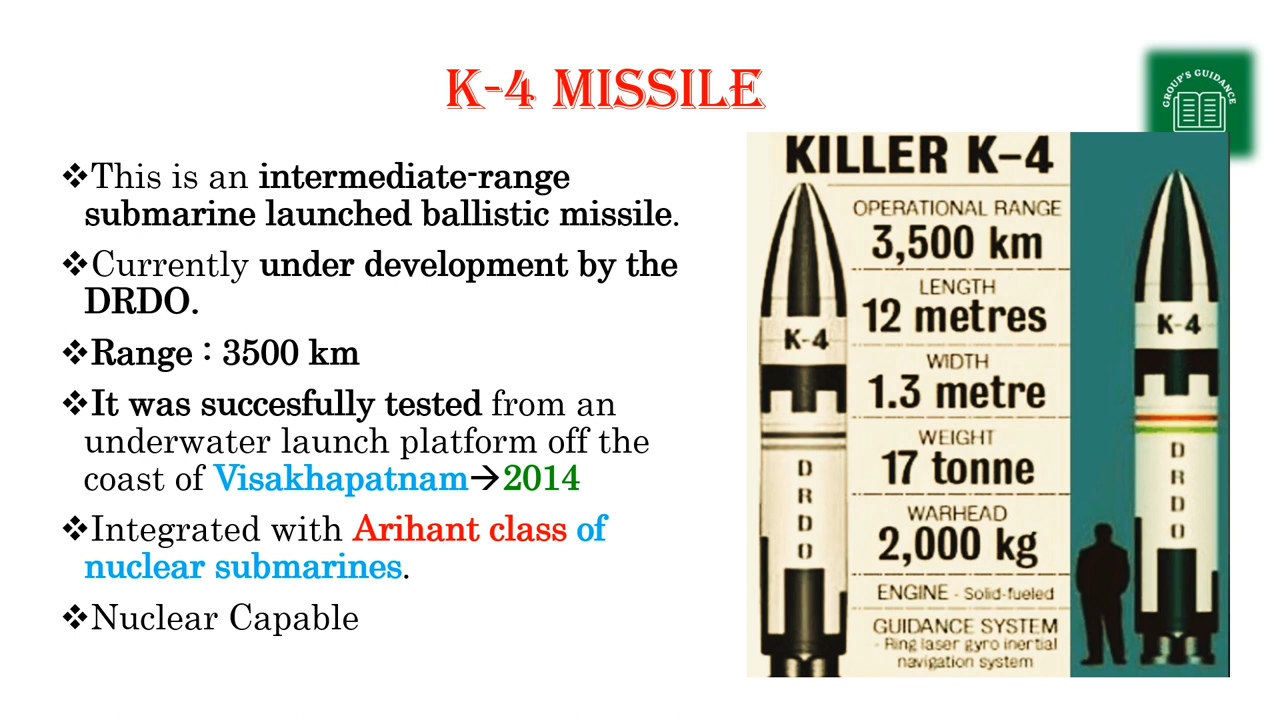 K-4 MISSILE
GROUP'S GUIDANCE
❖This is an intermediate-range
submarine launched ballistic missile.
❖Currently under development by the
DRDO.
❖Range : 3500 km
❖It was succesfully tested from an
underwater launch platform off the
coast of Visakhapatnam→2014
❖Integrated with Arihant class of
nuclear submarines.
❖Nuclear Capable
KILLER K-4
OPERATIONAL RANGE
3,500 km
LENGTH
12 metres
WIDTH
1.3 metre
WEIGHT
17 tonne
WARHEAD
2,000 kg
ENGINE - Solid-fueled
GUIDANCE SYSTEM
- Ring laser gyro inertial
navigation system
K-4
D
R
D
O
K-4
D
R
D
O